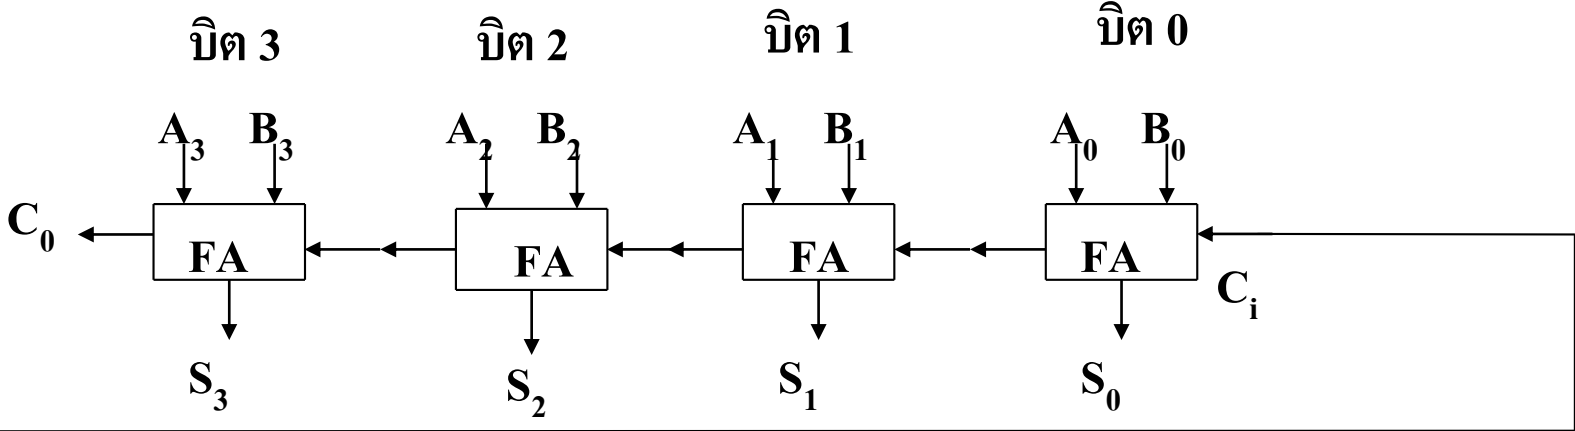 บิต 3 บิต 2 บิต 1 บิต 0
A3 B3 A2 B2 A1 B1 A0 B0
C0 FA FA FA FA
Ci
S3 S2 S1 S0